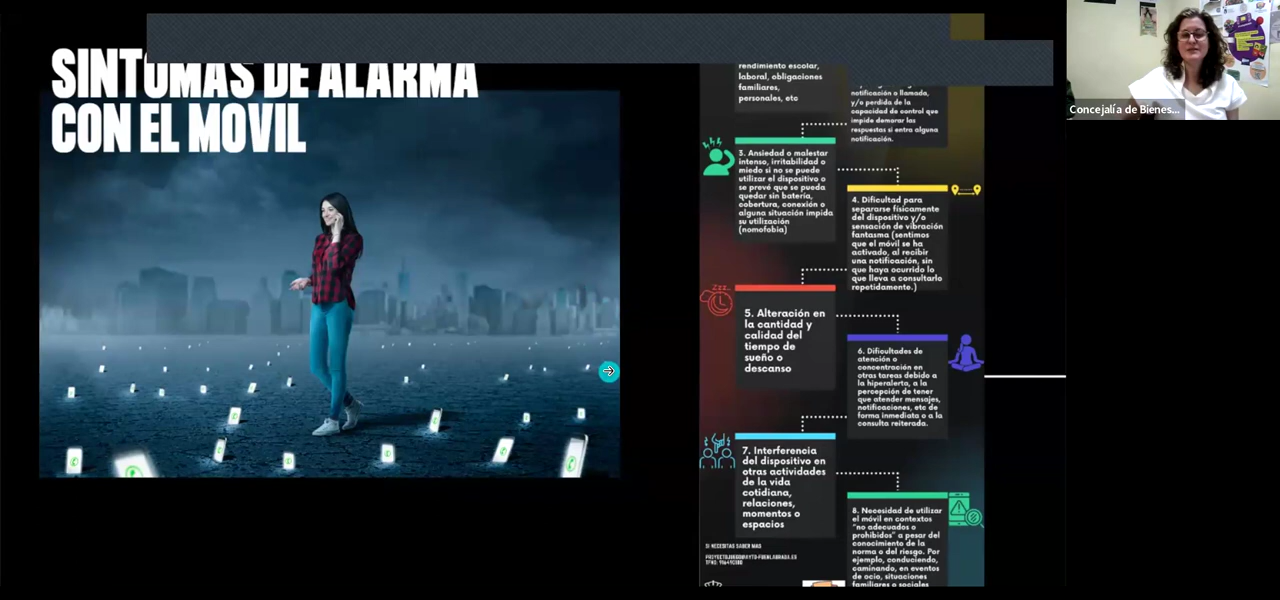 SINTOMAS DE ALARMA
CON EL MOVIL
rendimiento escolar,
laboral, obligaciones
familiares,
personales, etc
notificación o llamada,
y/o perdida de la
capacidad de control que
impide demorar las
respuestas si entra alguna
notificación.
3. Ansiedad o malestar
intenso, irritabilidad o
miedo si no se puede
utilizar el dispositivo o
se prevé que se pueda
quedar sin batería,
cobertura, conexión o
alguna situación impida
su utilización
(nomofobia)
4. Dificultad para
separarse físicamente
del dispositivo y/o
sensación de vibración
fantasma (sentimos
que el móvil se ha
activado, al recibir
una notificación, sin
que haya ocurrido lo
que lleva a consultarlo
repetidamente.)
zzz...
5. Alteración en
la cantidad y
calidad del
tiempo de
sueño o
descanso
6. Dificultades de
atención o
concentración en
otras tareas debido a
la hiperalerta, a la
percepción de tener
que atender mensajes,
notificaciones, etc de
forma inmediata o a la
consulta reiterada.
7. Interferencia
del dispositivo en
otras actividades
de la vida
cotidiana,
relaciones,
momentos o
espacios
8. Necesidad de utilizar
el móvil en contextos
"no adecuados o
prohibidos" a pesar del
conocimiento de la
norma o del riesgo. Por
ejemplo, conduciendo,
caminando, en eventos
de ocio, situaciones
familiares o sociales
SI NECESITAS SABER MAS
Concejalía de Bienes...